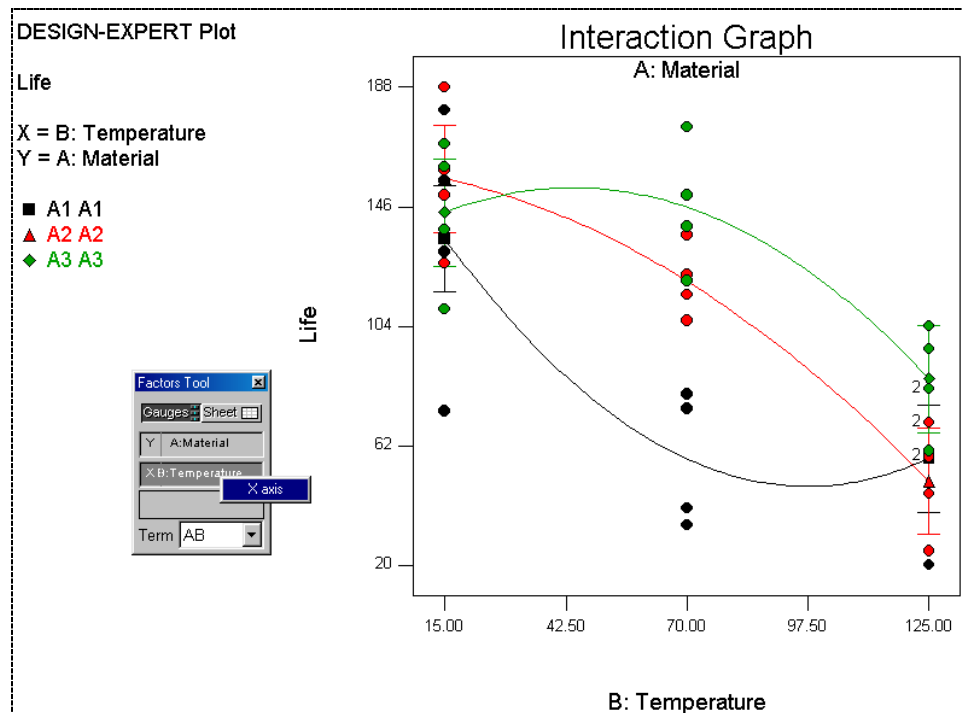 DESIGN-EXPERT Plot
Life
X = B: Temperature
Y = A: Material
A1 A1
A2 A2
A3 A3
Interaction Graph
A: Material
Life
188
146
104
62
20
2
2
2
15.00 42.50 70.00 97.50 125.00
B: Temperature
Factors Tool
Gauges Sheet
Y A:Material
X B:Temperature
X axis
Term AB